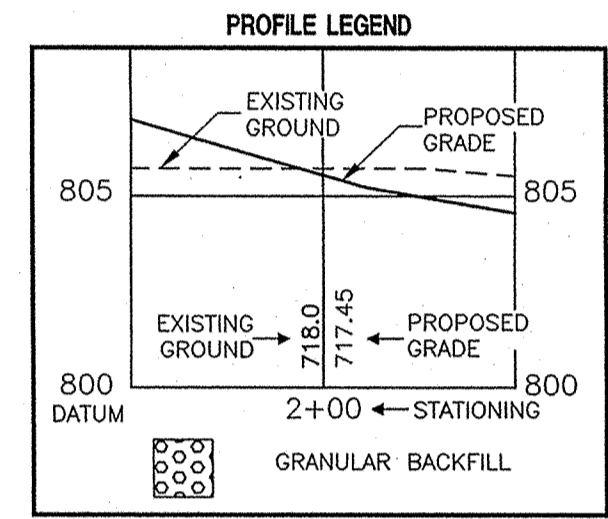 PROFILE LEGEND
EXISTING
GROUND
PROPOSED
GRADE
805
805
EXISTING
GROUND
718.0
717.45
PROPOSED
GRADE
800
800
DATUM
2+00
STATIONING
GRANULAR BACKFILL